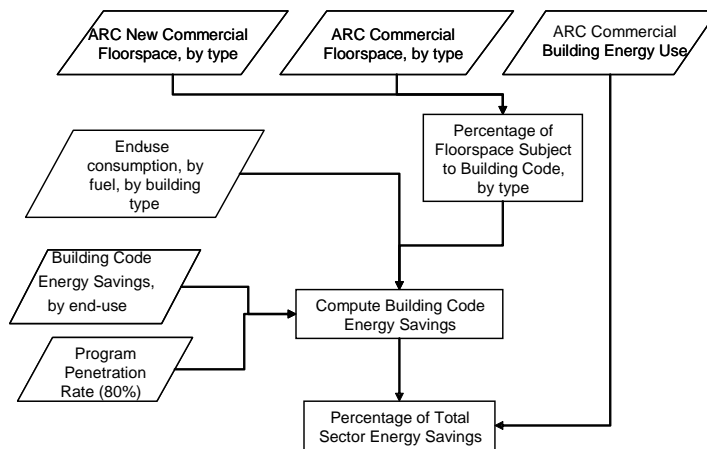 ARC New Commercial
Floorspace, by type
ARC Commercial
Floorspace, by type
ARC Commercial
Building Energy Use
Percentage of
Floorspace Subject
to Building Code,
by type
Enduse
consumption, by
fuel, by building
type
Building Code
Energy Savings,
by end-use
Compute Building Code
Energy Savings
Program
Penetration
Rate (80%)
Percentage of Total
Sector Energy Savings